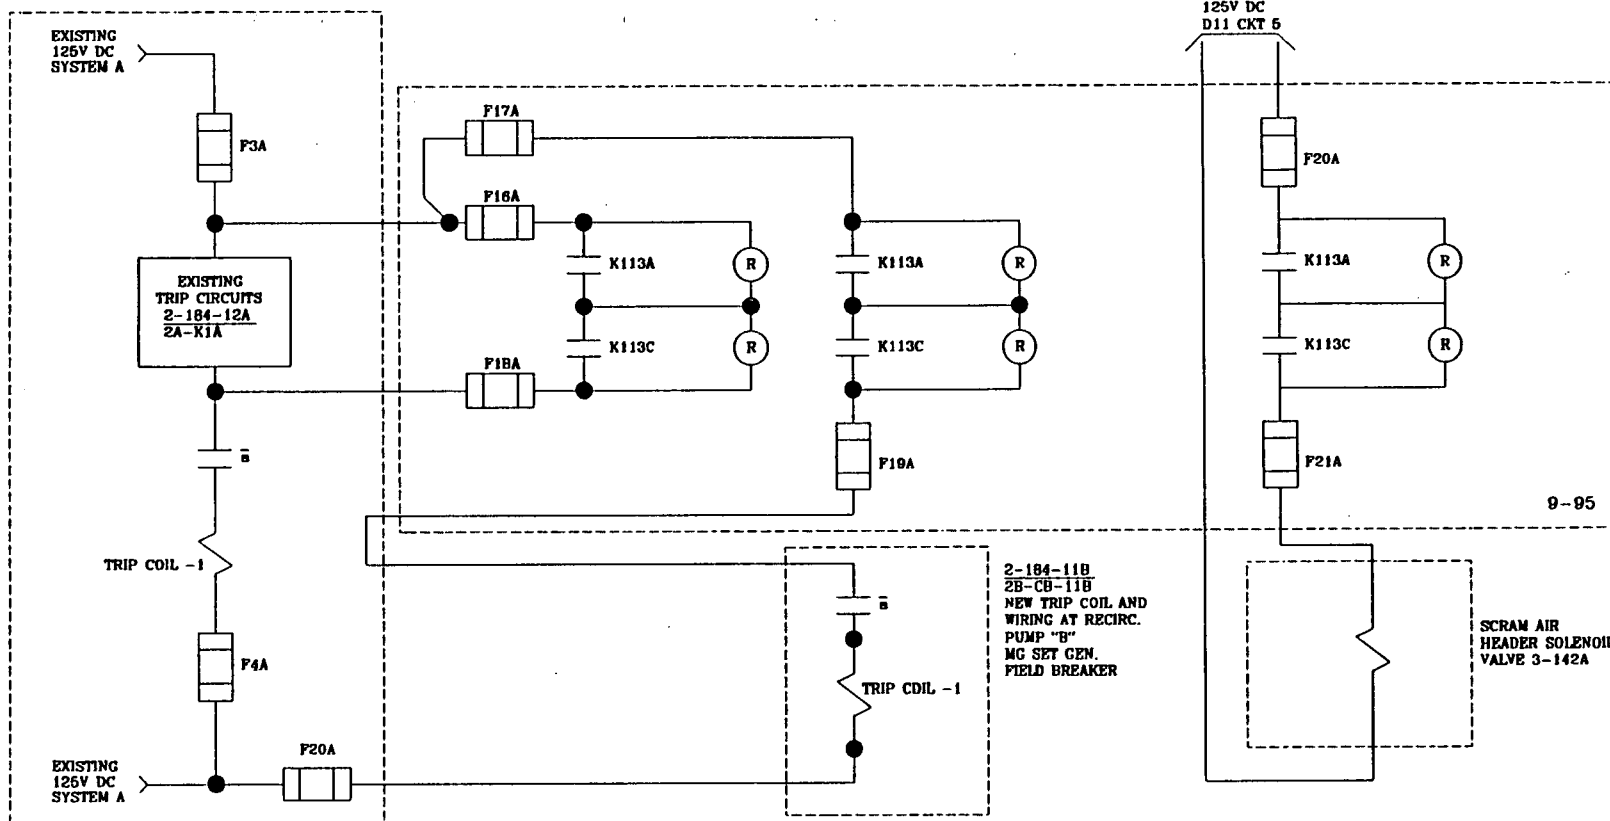 EXISTING
125V DC
SYSTEM A
F3A
EXISTING
TRIP CIRCUITS
2-184-12A
2A-K1A
a
TRIP COIL -1
F4A
EXISTING
125V DC
SYSTEM A
F20A
F17A
F16A
K113A
R
K113C
R
F18A
K113A
R
K113C
R
F19A
a
TRIP COIL -1
2-184-11B
2B-CB-11B
NEW TRIP COIL AND
WIRING AT RECIRC.
PUMP "B"
MG SET GEN.
FIELD BREAKER
125V DC
D11 CKT 5
F20A
K113A
R
K113C
R
F21A
9-95
SCRAM AIR
HEADER SOLENOI
VALVE 3-142A